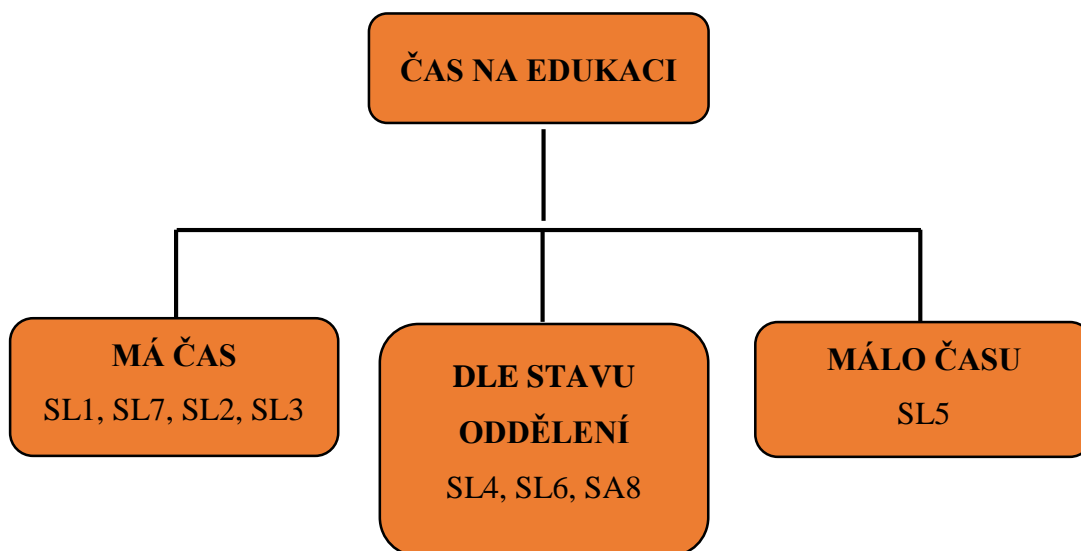 ČAS NA EDUKACI
MÁ ČAS
SL1, SL7, SL2, SL3
DLE STAVU
ODDĚLENÍ
SL4, SL6, SA8
MÁLO ČASU
SL5